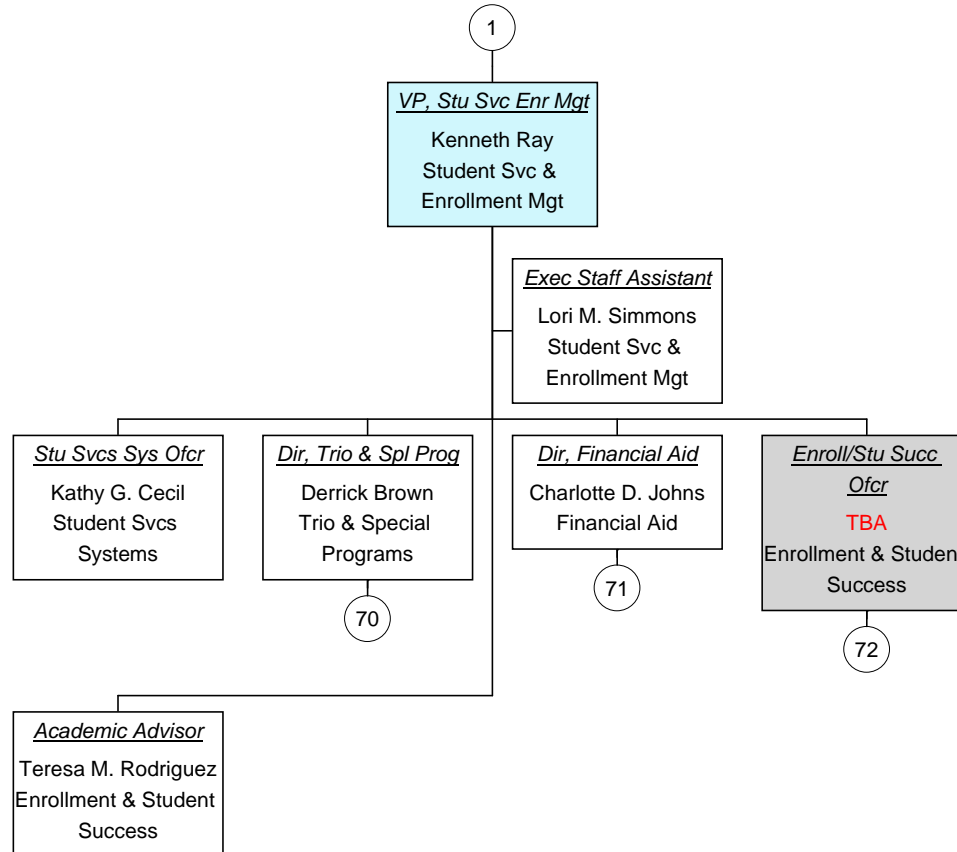 1
VP, Stu Svc Enr Mgt
Kenneth Ray
Student Svc &
Enrollment Mgt
Exec Staff Assistant
Lori M. Simmons
Student Svc &
Enrollment Mgt
Stu Svcs Sys Ofcr
Kathy G. Cecil
Student Svcs
Systems
Dir, Trio & Spl Prog
Derrick Brown
Trio & Special
Programs
70
Dir, Financial Aid
Charlotte D. Johns
Financial Aid
71
Enroll/Stu Succ
Ofcr
TBA
Enrollment & Studen
Success
72
Academic Advisor
Teresa M. Rodriguez
Enrollment & Student
Success